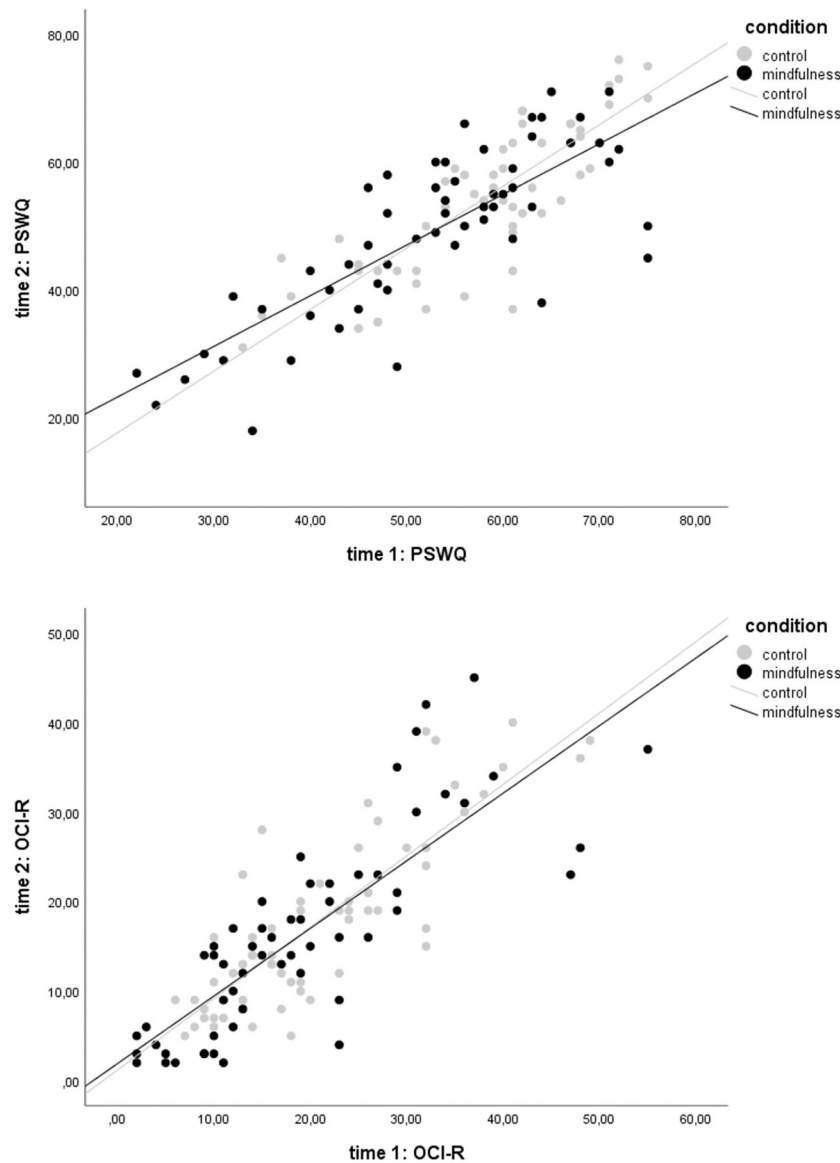 condition
control
mindfulness
control
mindfulness
80,00
60,00
40,00
20,00
time 2: PSWQ
20,00 30,00 40,00 50,00 60,00 70,00 80,00
time 1: PSWQ
condition
control
mindfulness
control
mindfulness
50,00
40,00
30,00
20,00
10,00
,00
time 2: OCI-R
,00 10,00 20,00 30,00 40,00 50,00 60,00
time 1: OCI-R